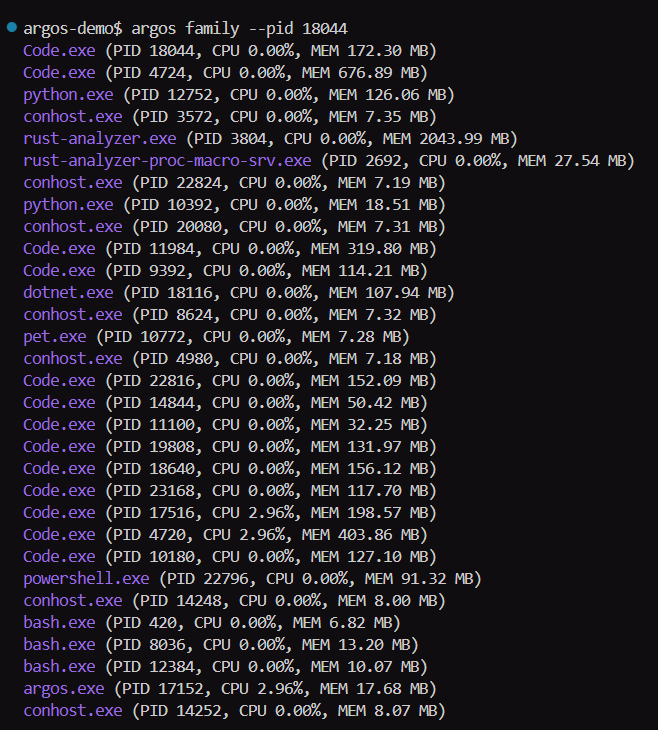 argos-demo$ argos family --pid 18044
Code.exe (PID 18044, CPU 0.00%, MEM 172.30 MB)
Code.exe (PID 4724, CPU 0.00%, MEM 676.89 MB)
python.exe (PID 12752, CPU 0.00%, MEM 126.06 MB)
conhost.exe (PID 3572, CPU 0.00%, MEM 7.35 MB)
rust-analyzer.exe (PID 3804, CPU 0.00%, MEM 2043.99 MB)
rust-analyzer-proc-macro-srv.exe (PID 2692, CPU 0.00%, MEM 27.54 MB)
conhost.exe (PID 22824, CPU 0.00%, MEM 7.19 MB)
python.exe (PID 10392, CPU 0.00%, MEM 18.51 MB)
conhost.exe (PID 20080, CPU 0.00%, MEM 7.31 MB)
Code.exe (PID 11984, CPU 0.00%, MEM 319.80 MB)
Code.exe (PID 9392, CPU 0.00%, MEM 114.21 MB)
dotnet.exe (PID 18116, CPU 0.00%, MEM 107.94 MB)
conhost.exe (PID 8624, CPU 0.00%, MEM 7.32 MB)
pet.exe (PID 10772, CPU 0.00%, MEM 7.28 MB)
conhost.exe (PID 4980, CPU 0.00%, MEM 7.18 MB)
Code.exe (PID 22816, CPU 0.00%, MEM 152.09 MB)
Code.exe (PID 14844, CPU 0.00%, MEM 50.42 MB)
Code.exe (PID 11100, CPU 0.00%, MEM 32.25 MB)
Code.exe (PID 19808, CPU 0.00%, MEM 131.97 MB)
Code.exe (PID 18640, CPU 0.00%, MEM 156.12 MB)
Code.exe (PID 23168, CPU 0.00%, MEM 117.70 MB)
Code.exe (PID 17516, CPU 2.96%, MEM 198.57 MB)
Code.exe (PID 4720, CPU 2.96%, MEM 403.86 MB)
Code.exe (PID 10180, CPU 0.00%, MEM 127.10 MB)
powershell.exe (PID 22796, CPU 0.00%, MEM 91.32 MB)
conhost.exe (PID 14248, CPU 0.00%, MEM 8.00 MB)
bash.exe (PID 420, CPU 0.00%, MEM 6.82 MB)
bash.exe (PID 8036, CPU 0.00%, MEM 13.20 MB)
bash.exe (PID 12384, CPU 0.00%, MEM 10.07 MB)
argos.exe (PID 17152, CPU 2.96%, MEM 17.68 MB)
conhost.exe (PID 14252, CPU 0.00%, MEM 8.07 MB)